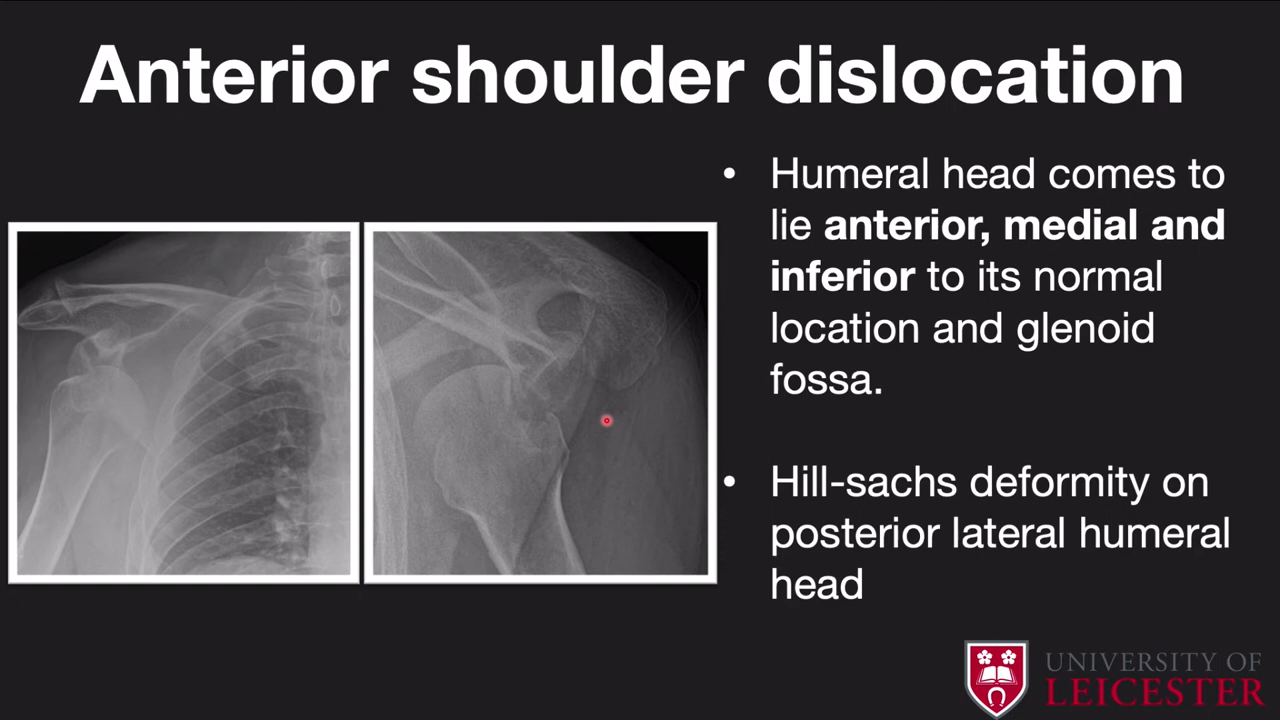 Anterior shoulder dislocation
• Humeral head comes to
lie anterior, medial and
inferior to its normal
location and glenoid
fossa.
• Hill-sachs deformity on
posterior lateral humeral
head
UNIVERSITY OF
LEICESTER